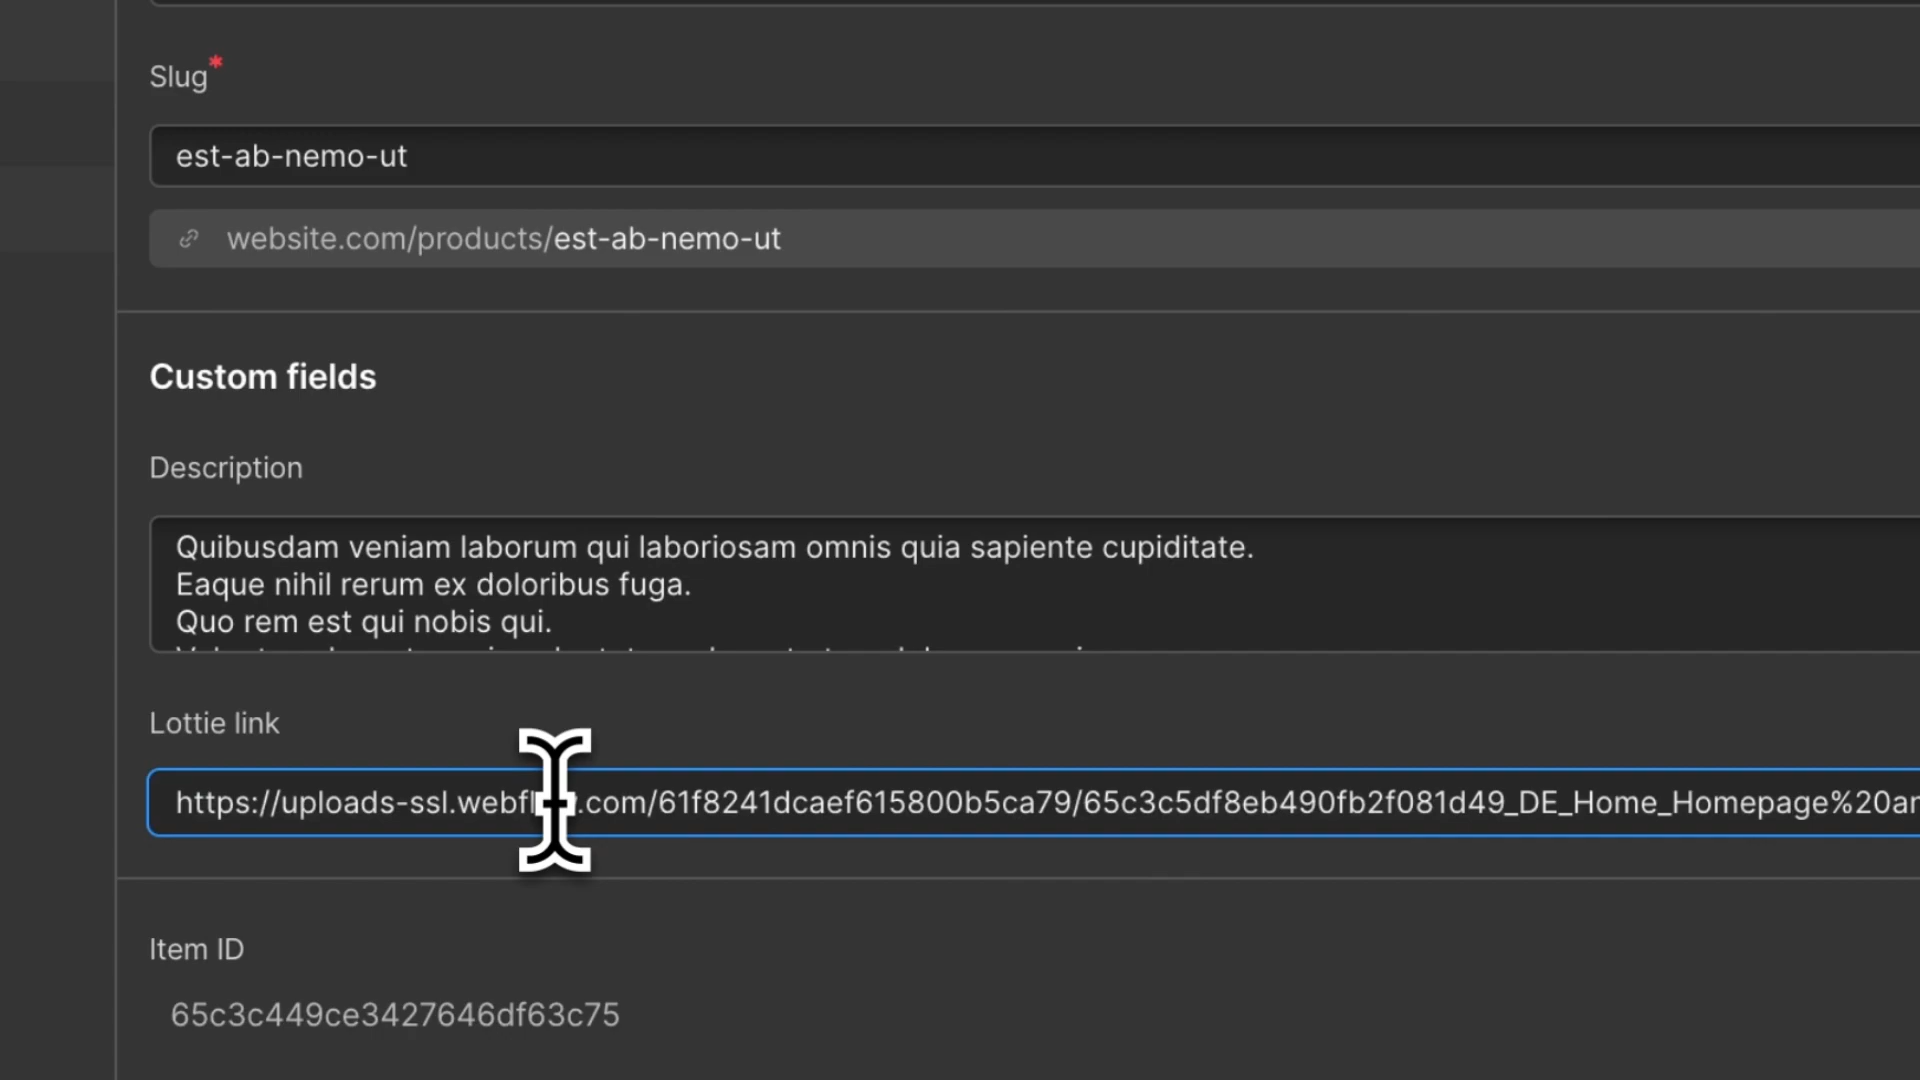 Slug*
est-ab-nemo-ut
website.com/products/est-ab-nemo-ut
Custom fields
Description
Quibusdam veniam laborum qui laboriosam omnis quia sapiente cupiditate.
Eaque nihil rerum ex doloribus fuga.
Quo rem est qui nobis qui.
Lottie link
https://uploads-ssl.webfl .com/61f8241dcaef615800b5ca79/65c3c5df8eb490fb2f081d49_DE_Home_Homepage%20an
Item ID
65c3c449ce3427646df63c75